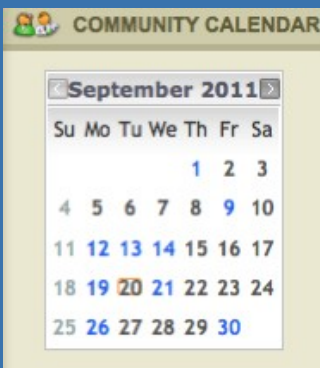 COMMUNITY CALENDAR
September 2011
Su Mo Tu We Th Fr Sa
1 2 3
4 5 6 7 8 9 10
11 12 13 14 15 16 17
18 19 20 21 22 23 24
25 26 27 28 29 30